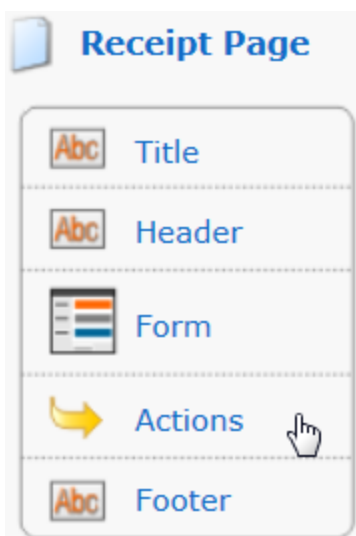 Receipt Page
Abc Title
Abc Header
Form
Actions
Abc Footer